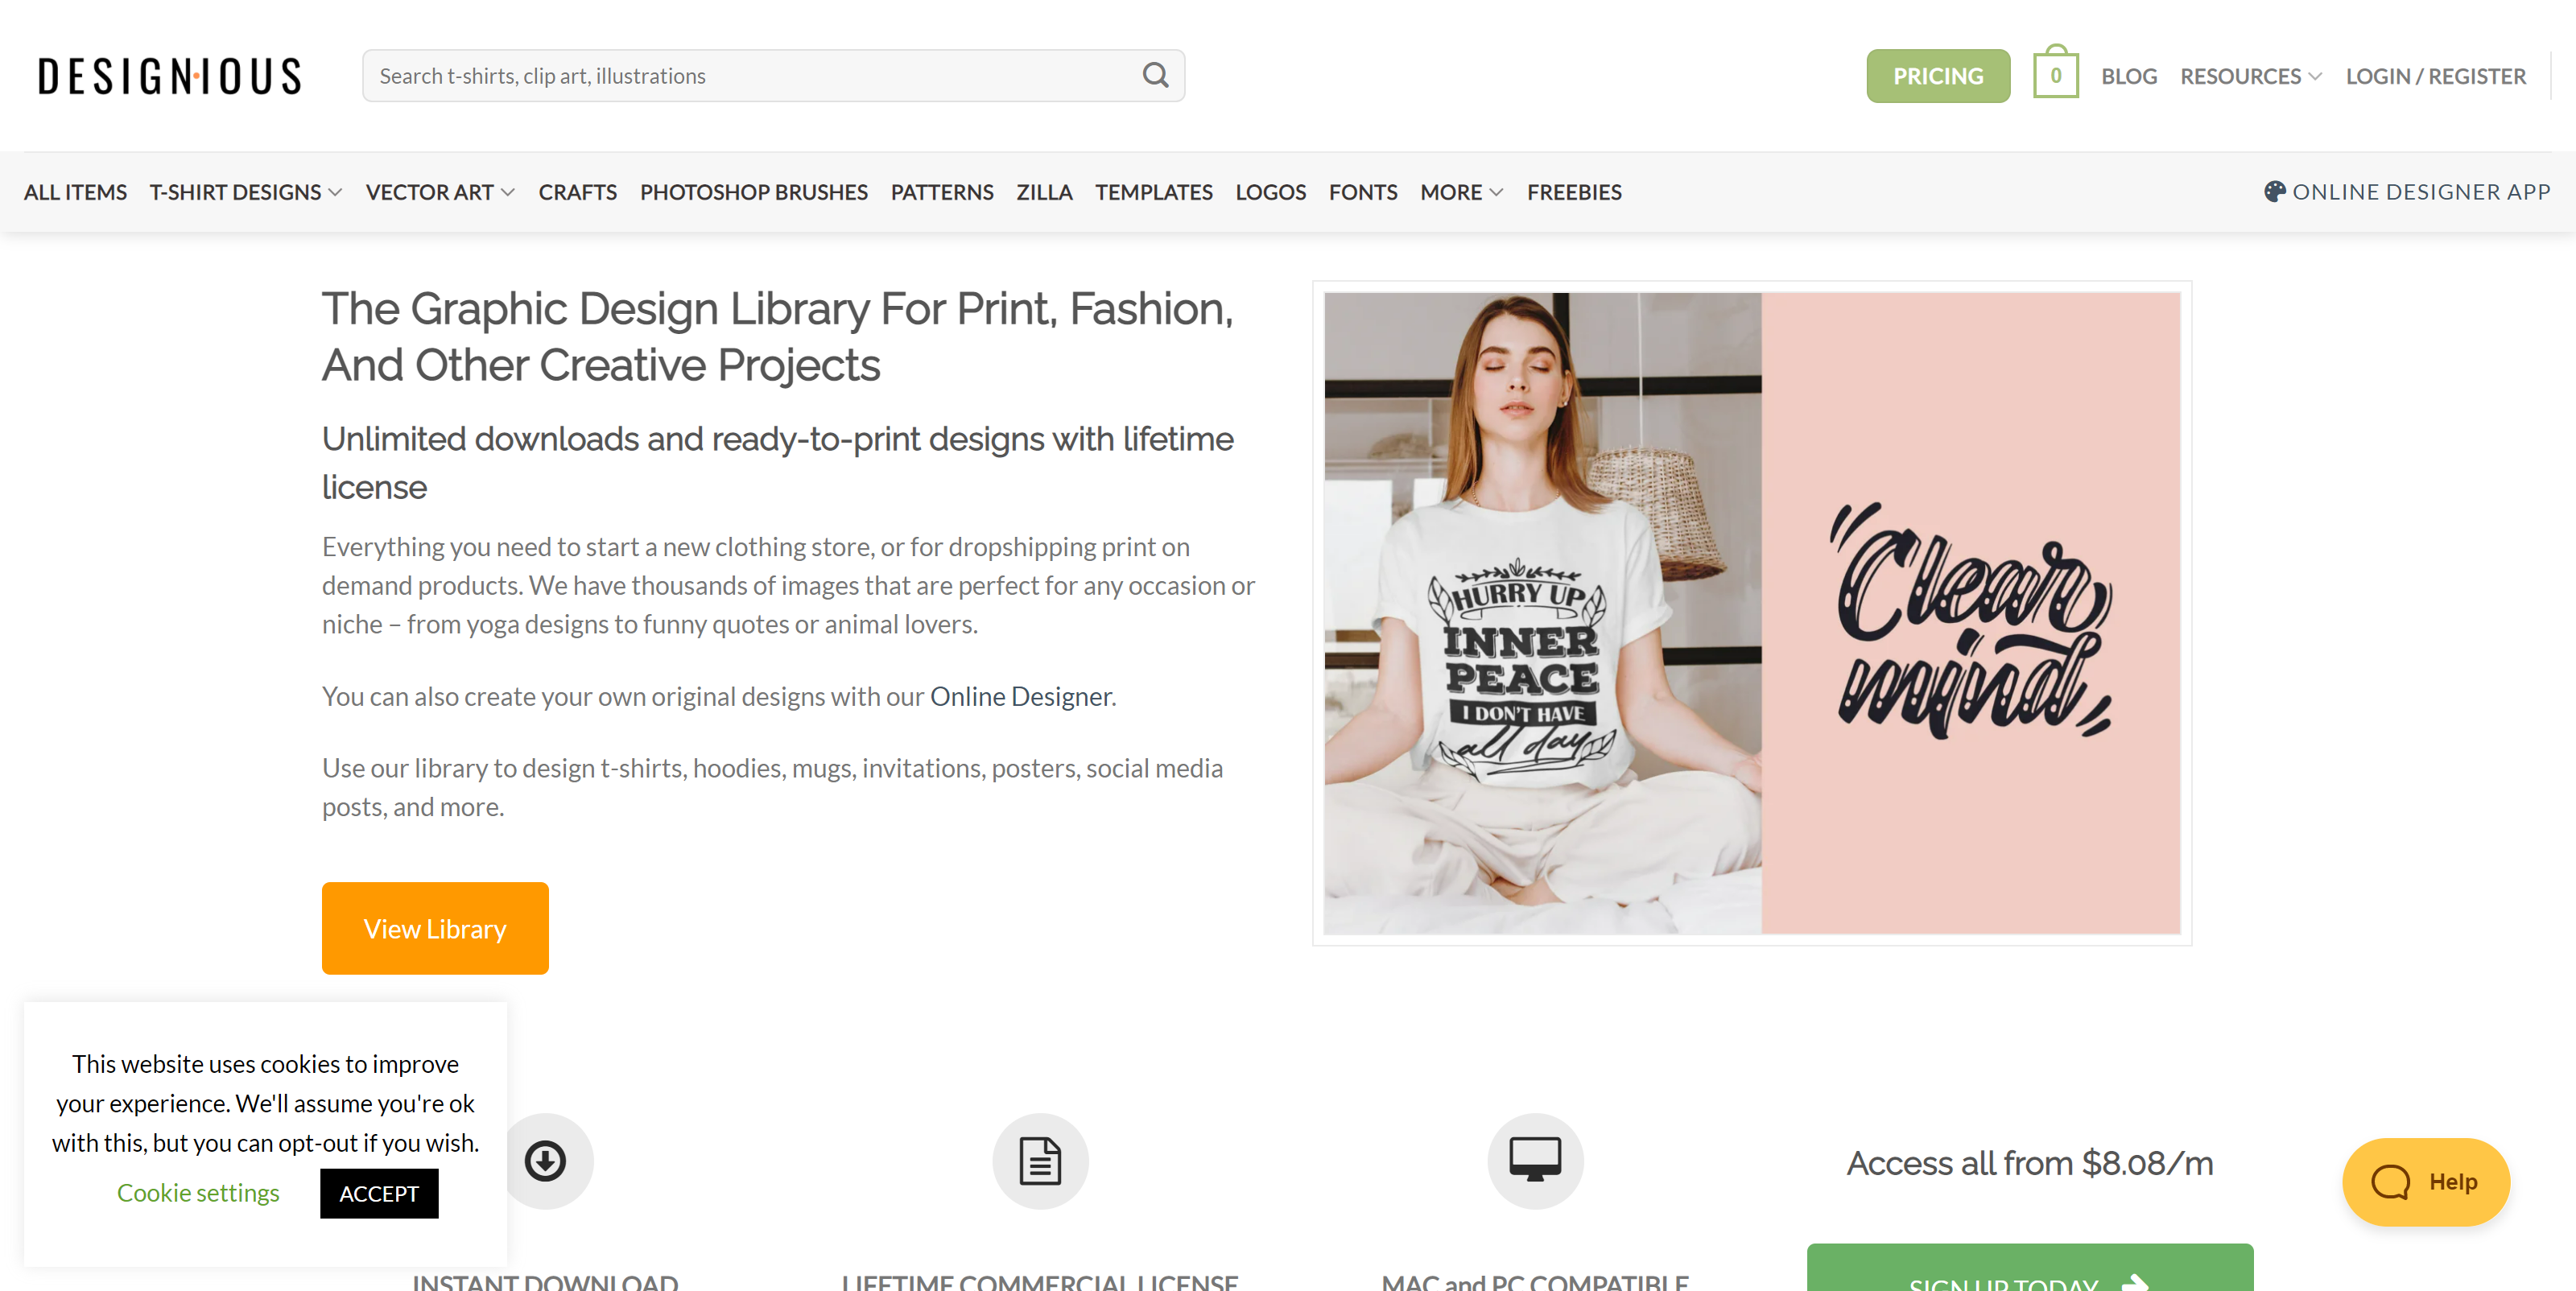 DESIGNIOUS
Search t-shirts, clip art, illustrations
PRICING
0
BLOG
RESOURCES
LOGIN / REGISTER
ALL ITEMS
T-SHIRT DESIGNS
VECTOR ART
CRAFTS
PHOTOSHOP BRUSHES
PATTERNS
ZILLA
TEMPLATES
LOGOS
FONTS
MORE
FREEBIES
ONLINE DESIGNER APP
The Graphic Design Library For Print, Fashion,
And Other Creative Projects
Unlimited downloads and ready-to-print designs with lifetime
license
Everything you need to start a new clothing store, or for dropshipping print on
demand products. We have thousands of images that are perfect for any occasion or
niche – from yoga designs to funny quotes or animal lovers.
You can also create your own original designs with our Online Designer.
Use our library to design t-shirts, hoodies, mugs, invitations, posters, social media
posts, and more.
View Library
HURRY UP
INNER
PEACE
I DON'T HAVE
all day
Clear
mind
This website uses cookies to improve
your experience. We'll assume you're ok
with this, but you can opt-out if you wish.
Cookie settings
ACCEPT
INSTANT DOWNLOAD
LIFETIME COMMERCIAL LICENSE
MAC and PC COMPATIBLE
Access all from $8.08/m
SIGN UP TODAY
Help